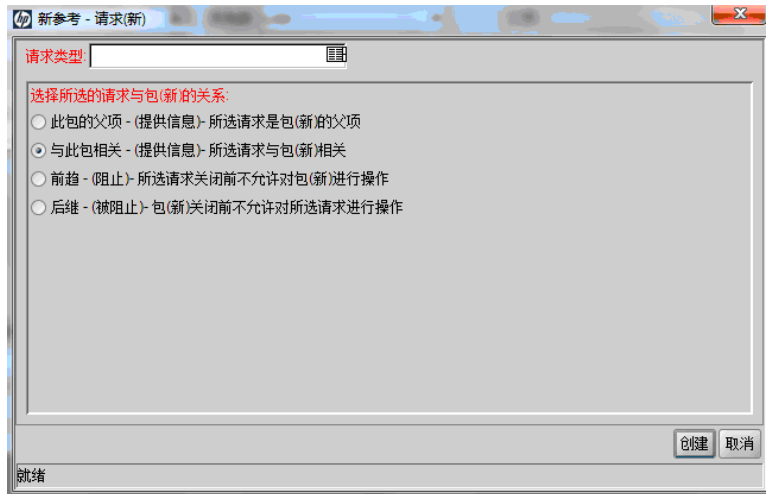 hp 新参考 - 请求(新)
请求类型:
选择所选的请求与包(新)的关系:
此包的父项 - (提供信息)- 所选请求是包(新)的父项
与此包相关 - (提供信息)- 所选请求与包(新)相关
前趋 - (阻止)- 所选请求关闭前不允许对包(新)进行操作
后继 - (被阻止)- 包(新)关闭前不允许对所选请求进行操作
创建 取消
就绪